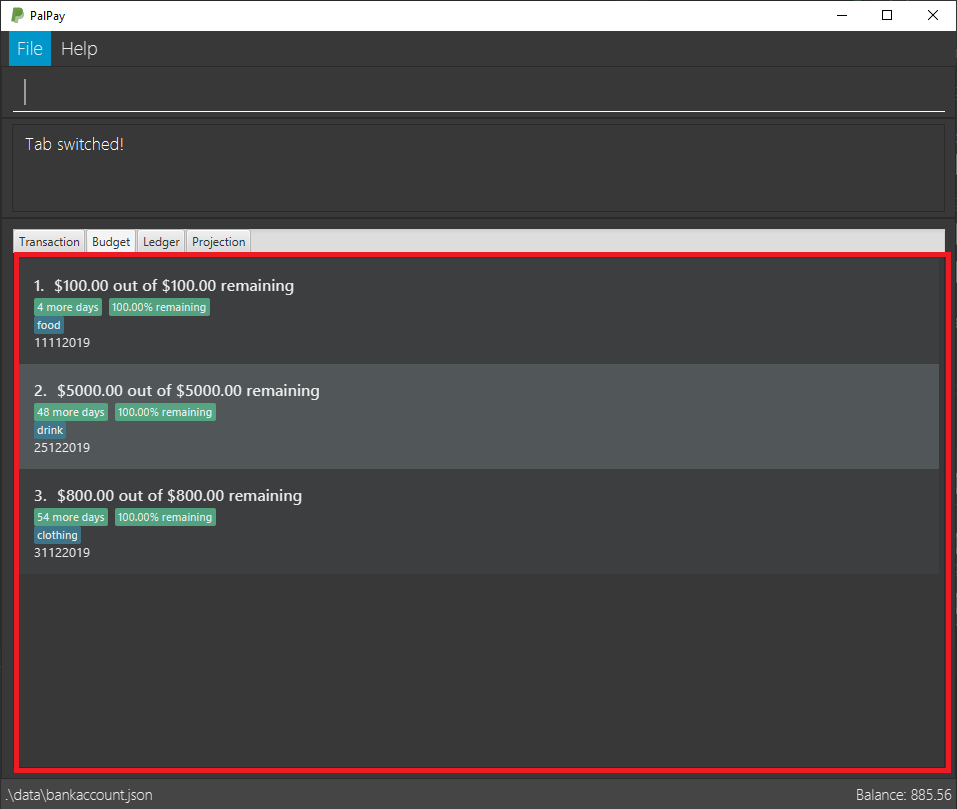 PalPay
File Help
Tab switched!
Transaction Budget Ledger Projection
1. $100.00 out of $100.00 remaining
4 more days 100.00% remaining
food
11112019
2. $5000.00 out of $5000.00 remaining
48 more days 100.00% remaining
drink
25122019
3. $800.00 out of $800.00 remaining
54 more days 100.00% remaining
clothing
31122019
.\data\bankaccount.json Balance: 885.56